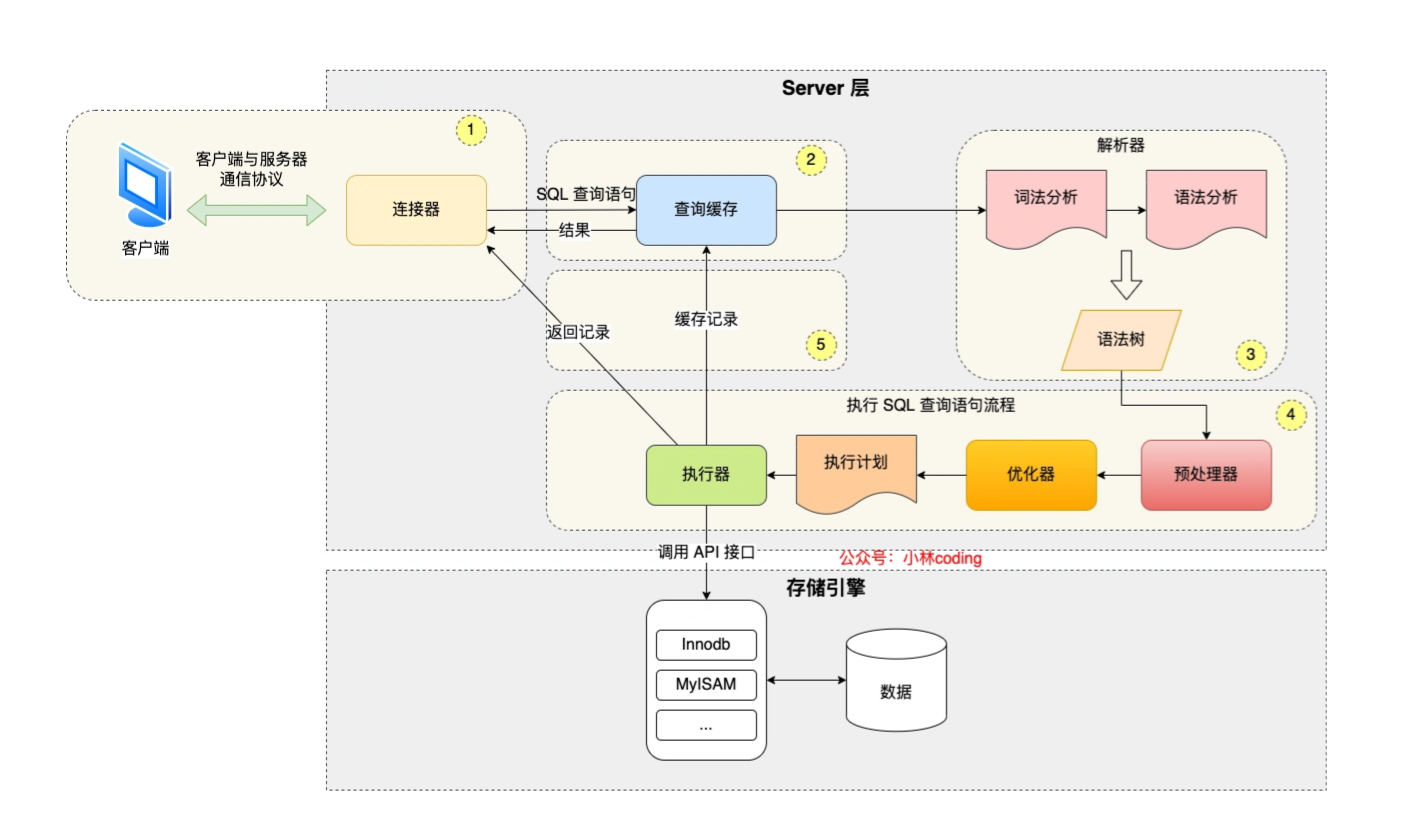 Server 层
1
客户端与服务器
通信协议
客户端
连接器
SQL 查询语句
结果
2
查询缓存
解析器
词法分析
语法分析
语法树
3
返回记录
缓存记录
5
执行 SQL 查询语句流程
4
执行器
执行计划
优化器
预处理器
调用 API 接口
公众号：小林coding
存储引擎
Innodb
MyISAM
...
数据